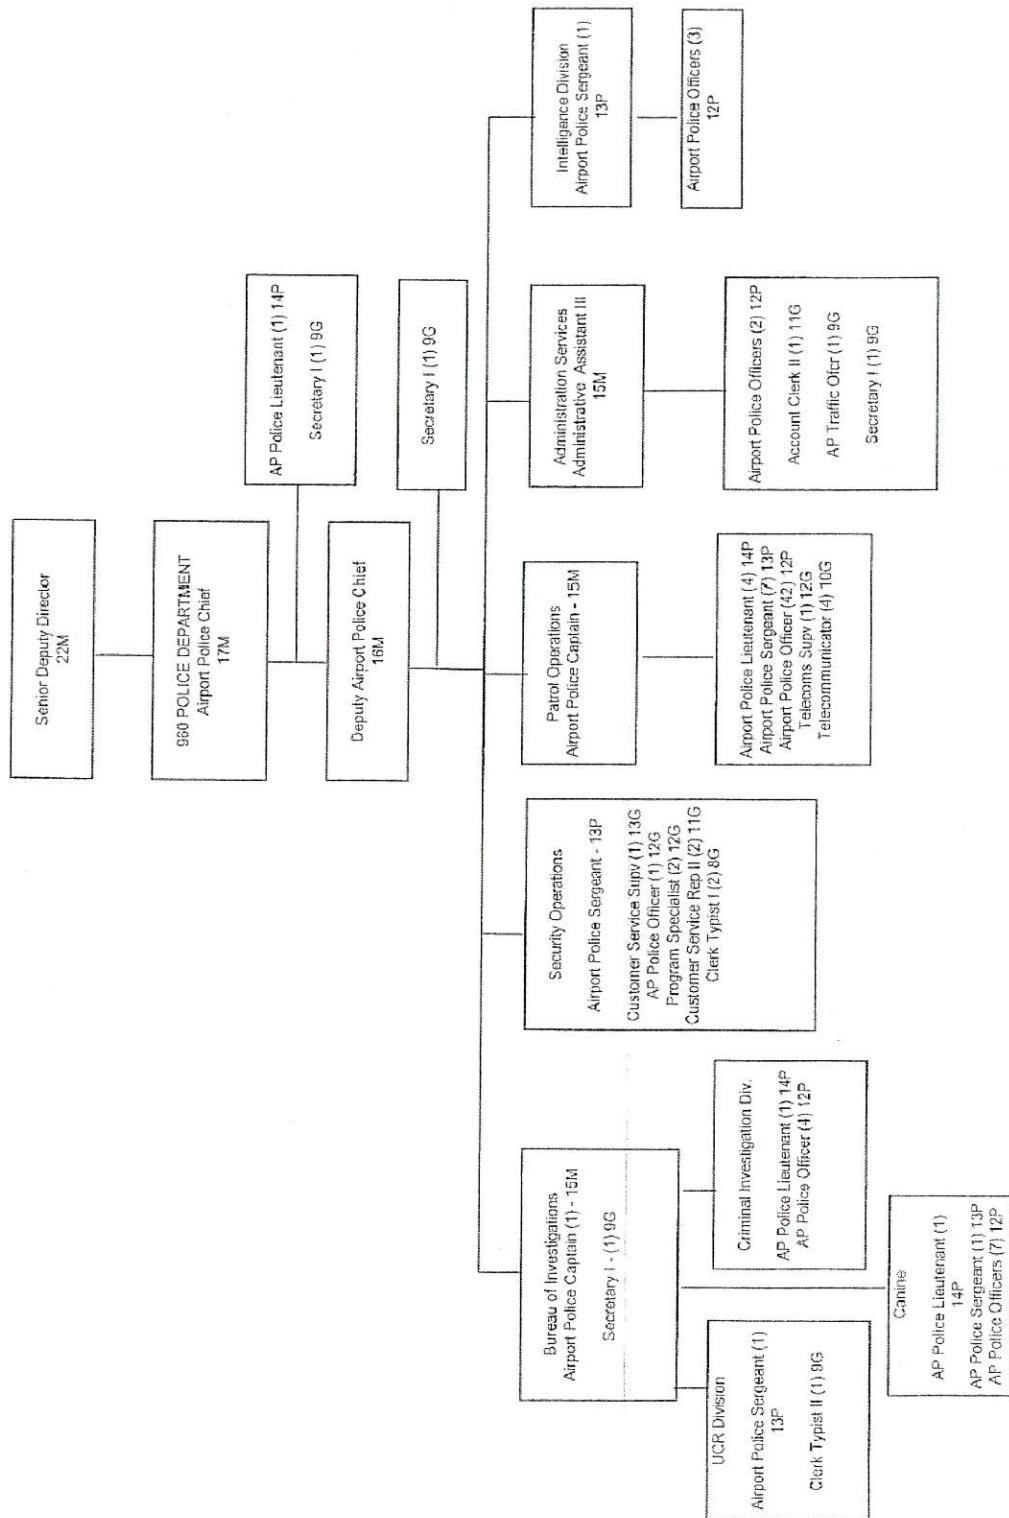 Senior Deputy Director
22M
960 POLICE DEPARTMENT
Airport Police Chief
17M
AP Police Lieutenant (1) 14P
Secretary I (1) 9G
Deputy Airport Police Chief
16M
Secretary I (1) 9G
Bureau of Investigations
Airport Police Captain (1) - 15M
Secretary I - (1) 9G
UCR Division
Airport Police Sergeant (1)
13P
Clerk Typist II (1) 9G
Canine
AP Police Lieutenant (1)
14P
AP Police Sergeant (1) 13P
AP Police Officers (7) 12P
Criminal Investigation Div.
AP Police Lieutenant (1) 14P
AP Police Officer (4) 12P
Security Operations
Airport Police Sergeant - 13P
Customer Service Supv (1) 13G
AP Police Officer (1) 12G
Program Specialist (2) 12G
Customer Service Rep II (2) 11G
Clerk Typist I (2) 8G
Patrol Operations
Airport Police Captain - 15M
Airport Police Lieutenant (4) 14P
Airport Police Sergeant (7) 13P
Airport Police Officer (42) 12P
Telecoms Supv (1) 12G
Telecommunicator (4) 10G
Administration Services
Administrative Assistant III
15M
Airport Police Officers (2) 12P
Account Clerk II (1) 11G
AP Traffic Ofcr (1) 9G
Secretary I (1) 9G
Intelligence Division
Airport Police Sergeant (1)
13P
Airport Police Officers (3)
12P